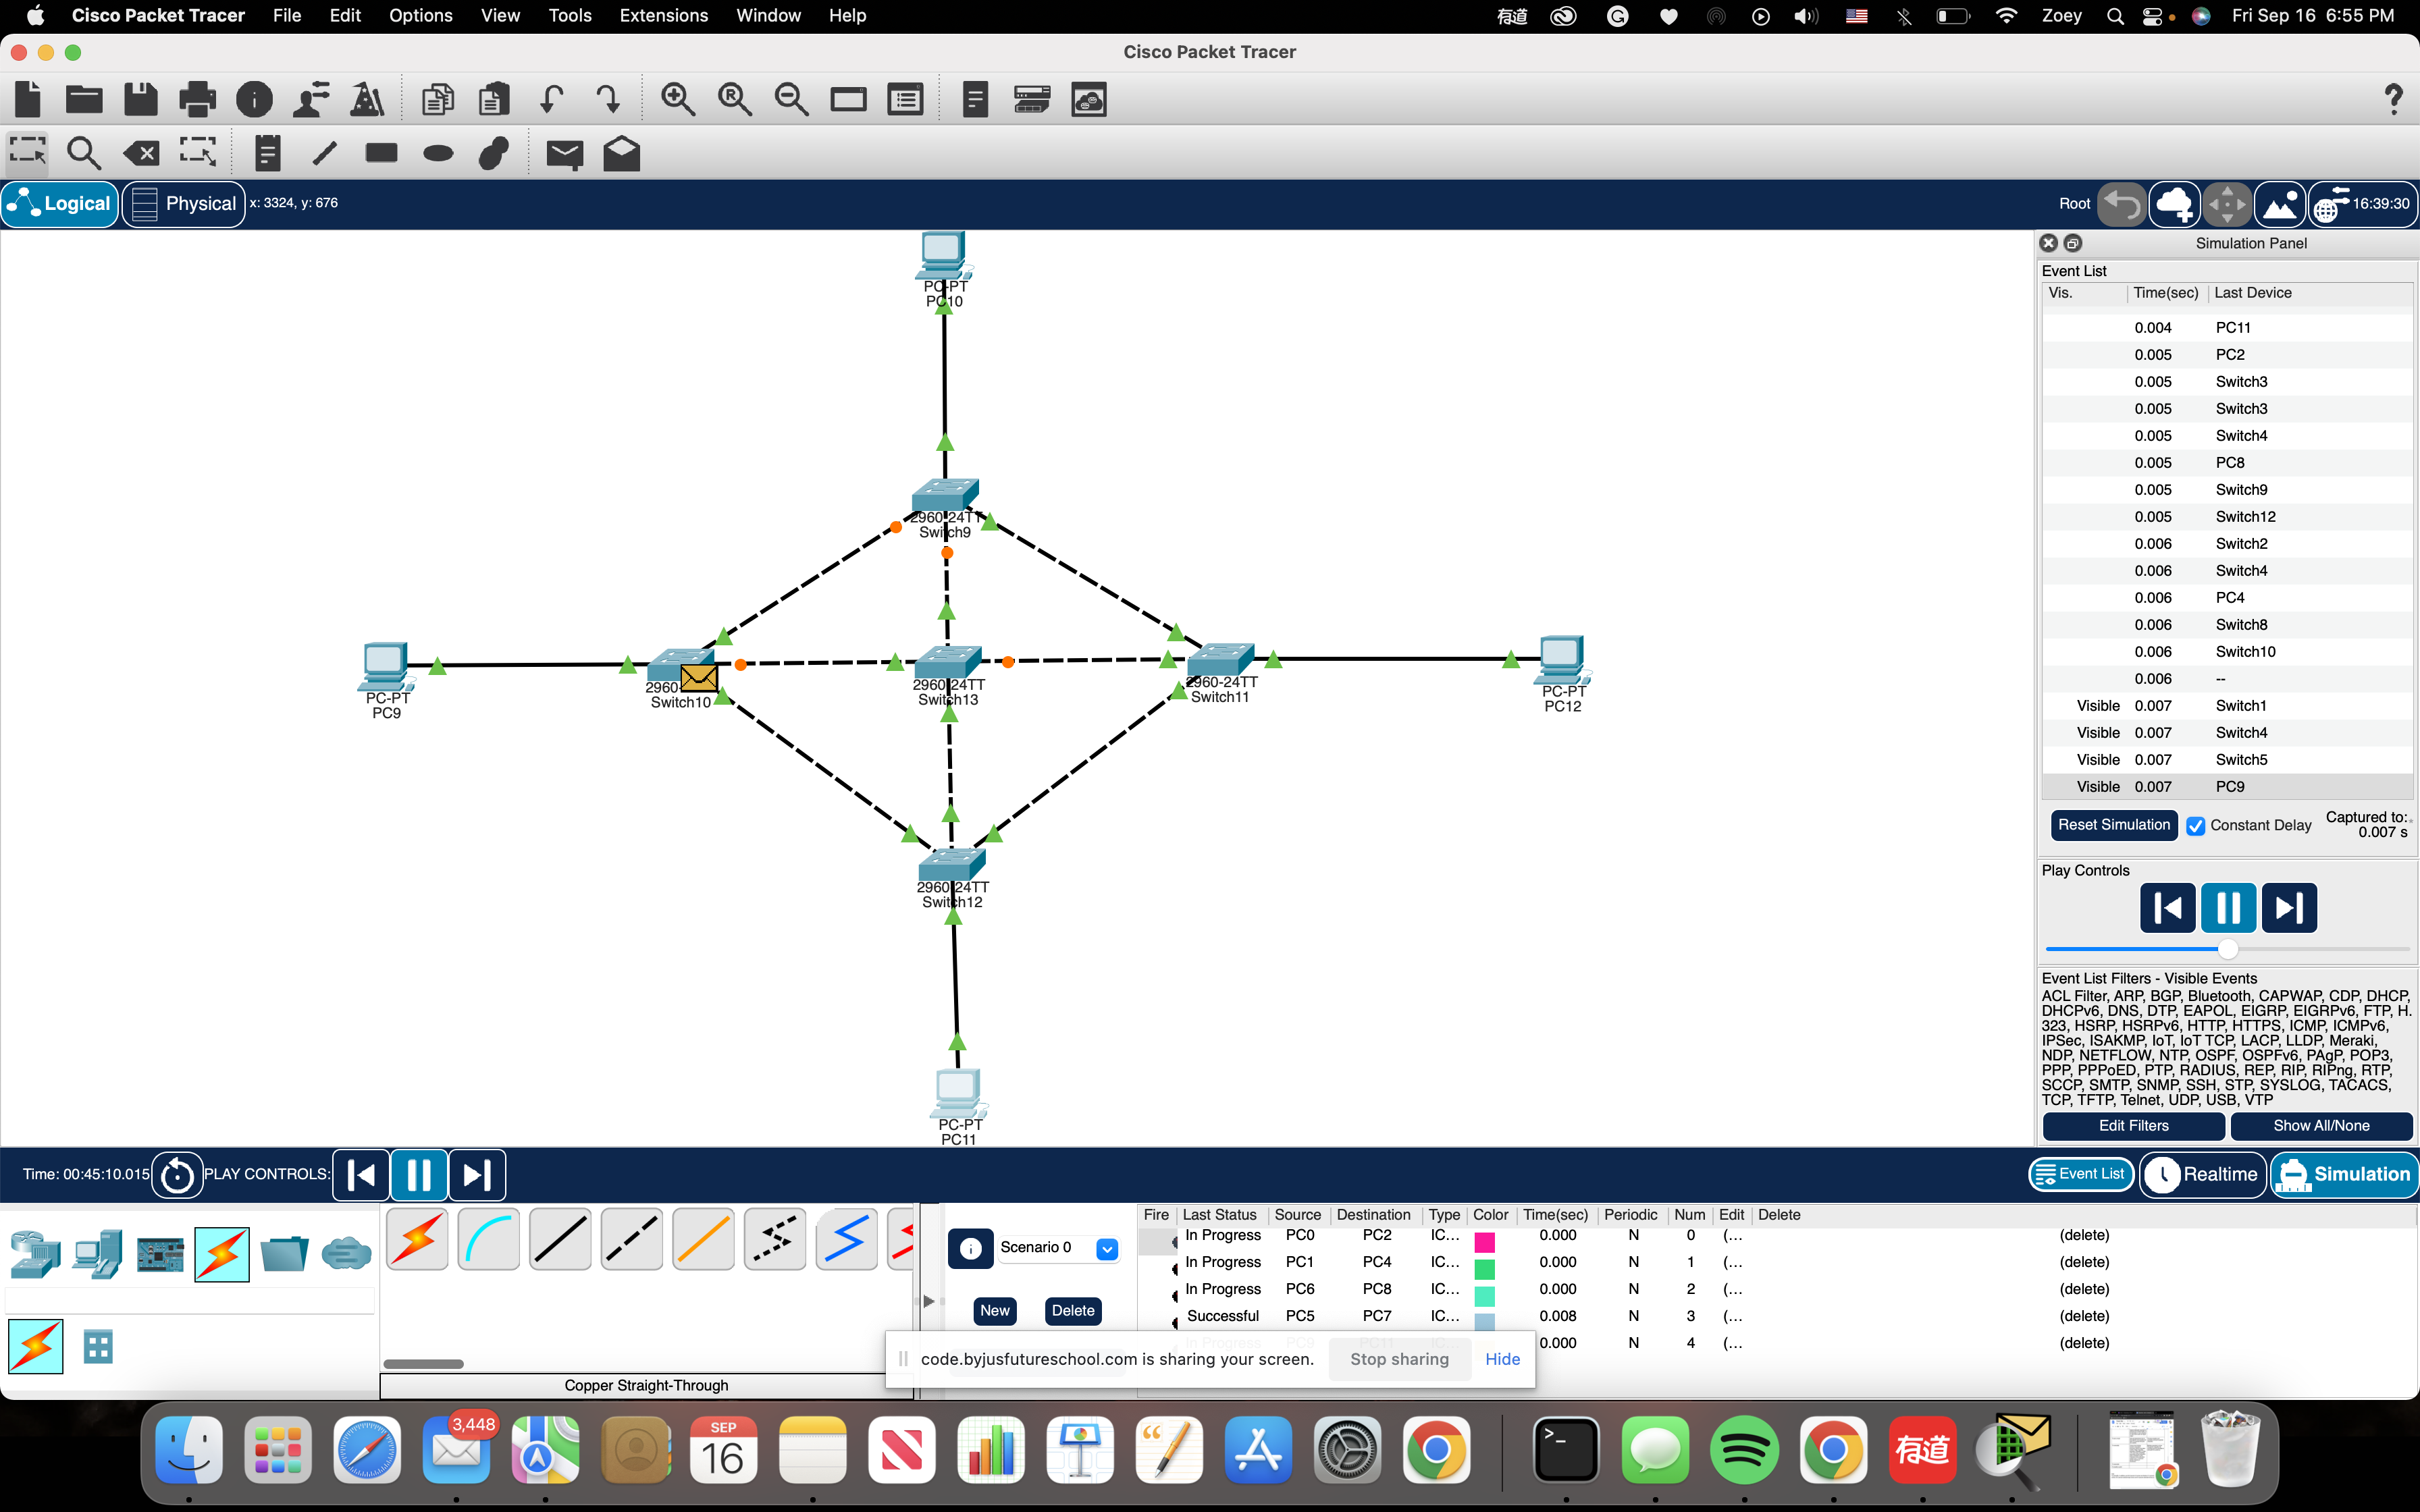 Cisco Packet Tracer File Edit Options View Tools Extensions Window Help 有道 Zoey Fri Sep 16 6:55 PM
Cisco Packet Tracer
Logical Physical x: 3324, y: 676 Root 16:39:30
Simulation Panel
Event List
Vis. Time(sec) Last Device
0.004 PC11
0.005 PC2
0.005 Switch3
0.005 Switch3
0.005 Switch4
0.005 PC8
0.005 Switch9
0.005 Switch12
0.006 Switch2
0.006 Switch4
0.006 PC4
0.006 Switch8
0.006 Switch10
0.006 --
Visible 0.007 Switch1
Visible 0.007 Switch4
Visible 0.007 Switch5
Visible 0.007 PC9
Reset Simulation Constant Delay Captured to:*
0.007 s
Play Controls
Event List Filters - Visible Events
ACL Filter, ARP, BGP, Bluetooth, CAPWAP, CDP, DHCP,
DHCPv6, DNS, DTP, EAPOL, EIGRP, EIGRPv6, FTP, H.
323, HSRP, HSRPv6, HTTP, HTTPS, ICMP, ICMPv6,
IPSec, ISAKMP, IoT, IoT TCP, LACP, LLDP, Meraki,
NDP, NETFLOW, NTP, OSPF, OSPFv6, PAgP, POP3,
PPP, PPPoED, PTP, RADIUS, REP, RIP, RIPng, RTP,
SCCP, SMTP, SNMP, SSH, STP, SYSLOG, TACACS,
TCP, TFTP, Telnet, UDP, USB, VTP
Edit Filters Show All/None
PC-PT
PC10
2960-24TT
Switch9
PC-PT
PC9
2960-
Switch10
2960-24TT
Switch13
2960-24TT
Switch11
PC-PT
PC12
2960-24TT
Switch12
PC-PT
PC11
Time: 00:45:10.015 PLAY CONTROLS: Event List Realtime Simulation
Scenario 0
New Delete
Copper Straight-Through
Fire Last Status Source Destination Type Color Time(sec) Periodic Num Edit Delete
In Progress PC0 PC2 IC... 0.000 N 0 (... (delete)
In Progress PC1 PC4 IC... 0.000 N 1 (... (delete)
In Progress PC6 PC8 IC... 0.000 N 2 (... (delete)
Successful PC5 PC7 IC... 0.008 N 3 (... (delete)
In Progress PC9 PC11 IC... 0.000 N 4 (... (delete)
code.byjusfutureschool.com is sharing your screen. Stop sharing Hide
3,448
SEP
16
有道